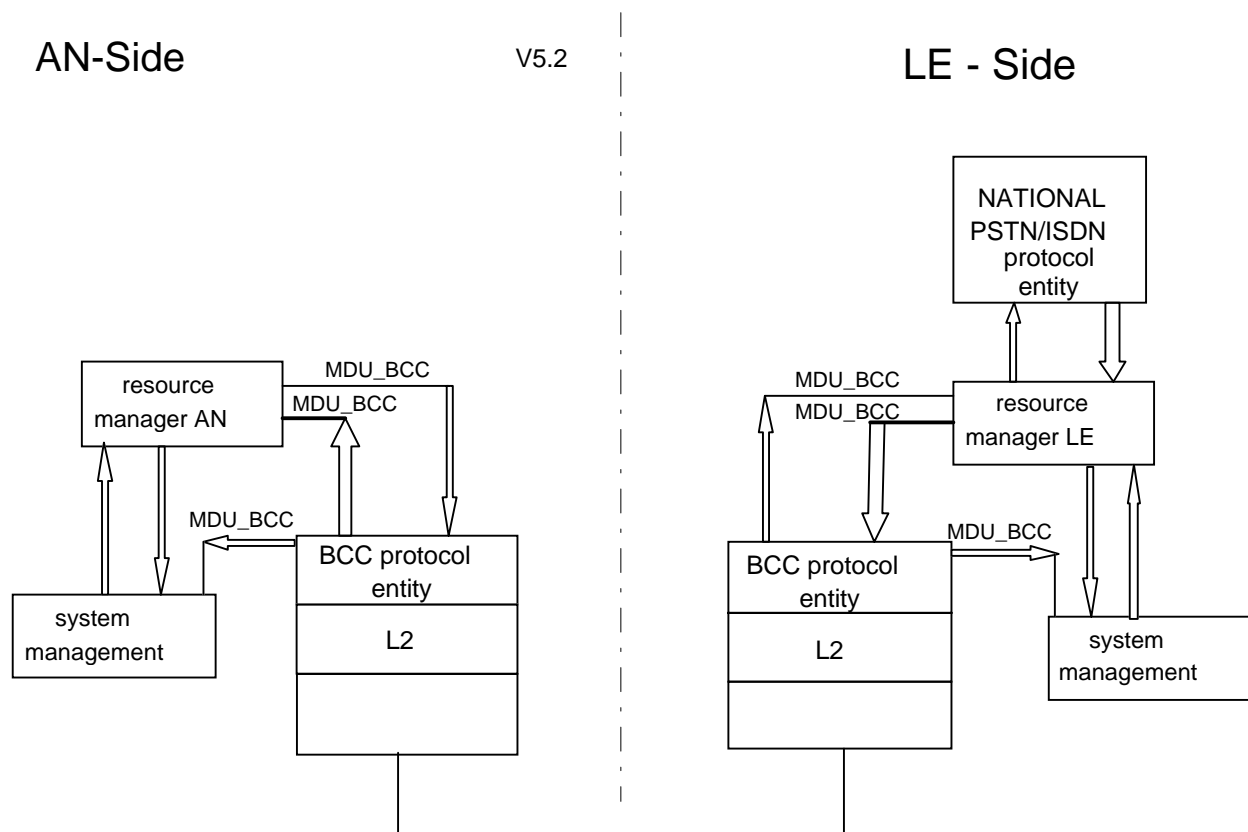 AN-Side
V5.2
LE - Side
NATIONAL
PSTN/ISDN
protocol
entity
resource
manager AN
MDU_BCC
MDU_BCC
MDU_BCC
BCC protocol
entity
L2
system
management
MDU_BCC
MDU_BCC
resource
manager LE
MDU_BCC
BCC protocol
entity
L2
system
management